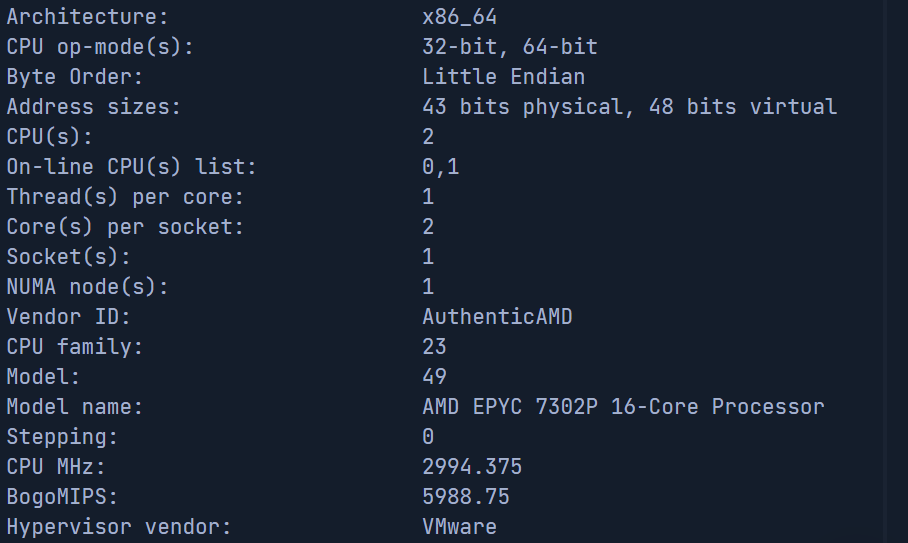 Architecture: x86_64
CPU op-mode(s): 32-bit, 64-bit
Byte Order: Little Endian
Address sizes: 43 bits physical, 48 bits virtual
CPU(s): 2
On-line CPU(s) list: 0,1
Thread(s) per core: 1
Core(s) per socket: 2
Socket(s): 1
NUMA node(s): 1
Vendor ID: AuthenticAMD
CPU family: 23
Model: 49
Model name: AMD EPYC 7302P 16-Core Processor
Stepping: 0
CPU MHz: 2994.375
BogoMIPS: 5988.75
Hypervisor vendor: VMware